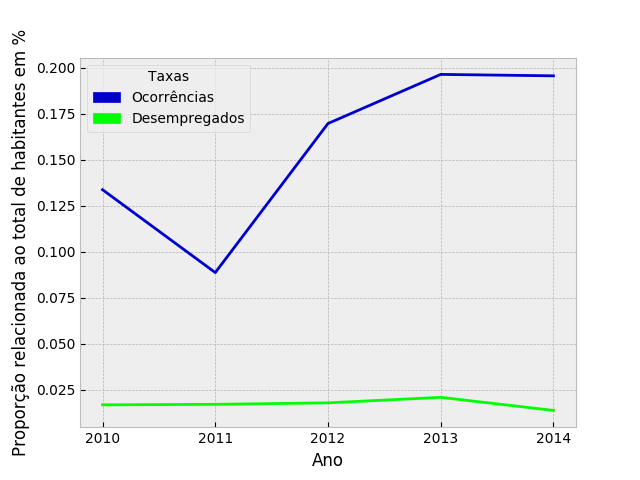 Proporção relacionada ao total de habitantes em %
0.200
0.175
0.150
0.125
0.100
0.075
0.050
0.025
Taxas
Ocorrências
Desempregados
2010 2011 2012 2013 2014
Ano